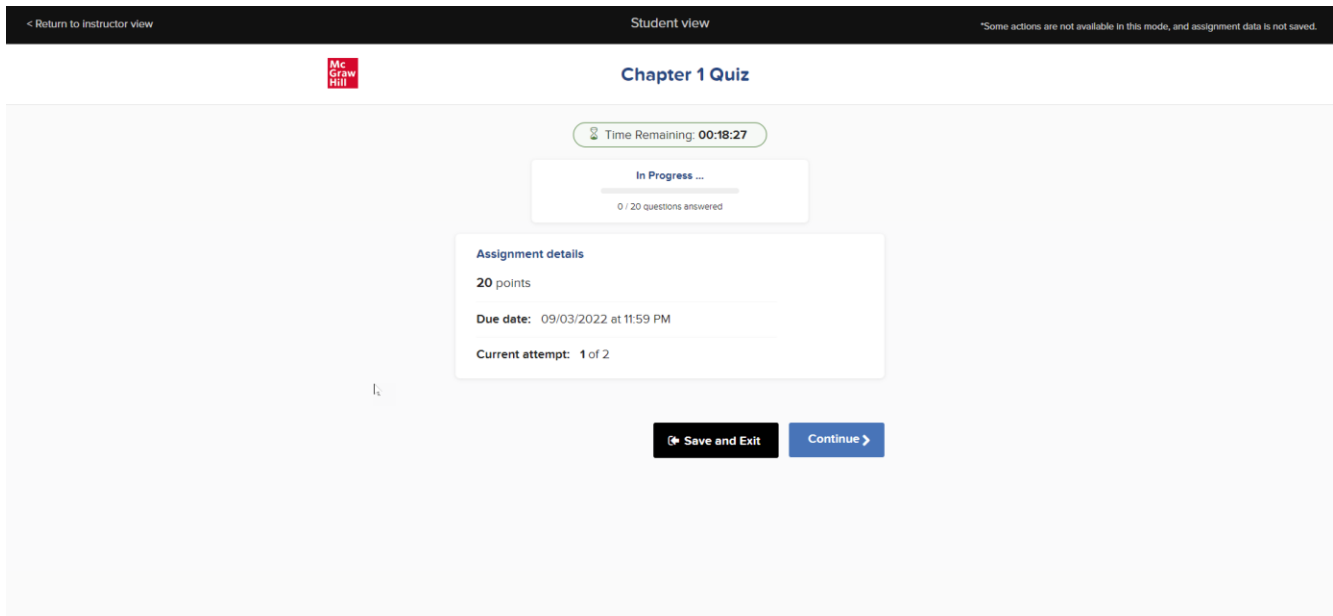 < Return to instructor view
Student view
*Some actions are not available in this mode, and assignment data is not saved.
Mc
Graw
Hill
Chapter 1 Quiz
Time Remaining: 00:18:27
In Progress ...
0 / 20 questions answered
Assignment details
20 points
Due date: 09/03/2022 at 11:59 PM
Current attempt: 1 of 2
Save and Exit
Continue